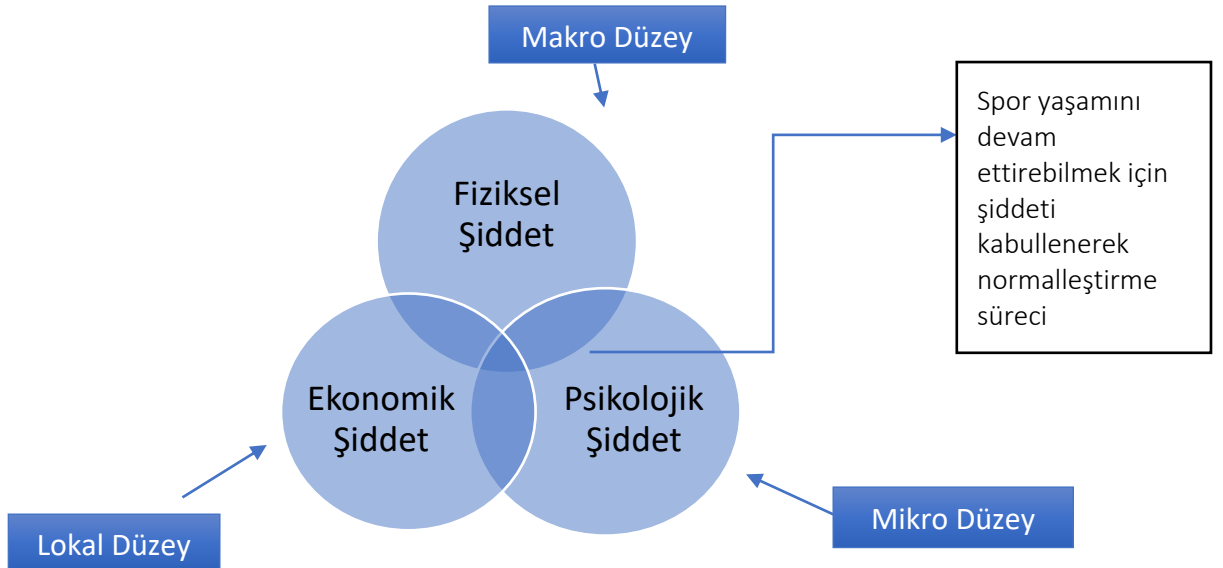 Makro Düzey
Spor yaşamını
devam
ettirebilmek için
şiddeti
kabullenerek
normalleştirme
süreci
Fiziksel
Şiddet
Ekonomik
Şiddet
Psikolojik
Şiddet
Lokal Düzey
Mikro Düzey